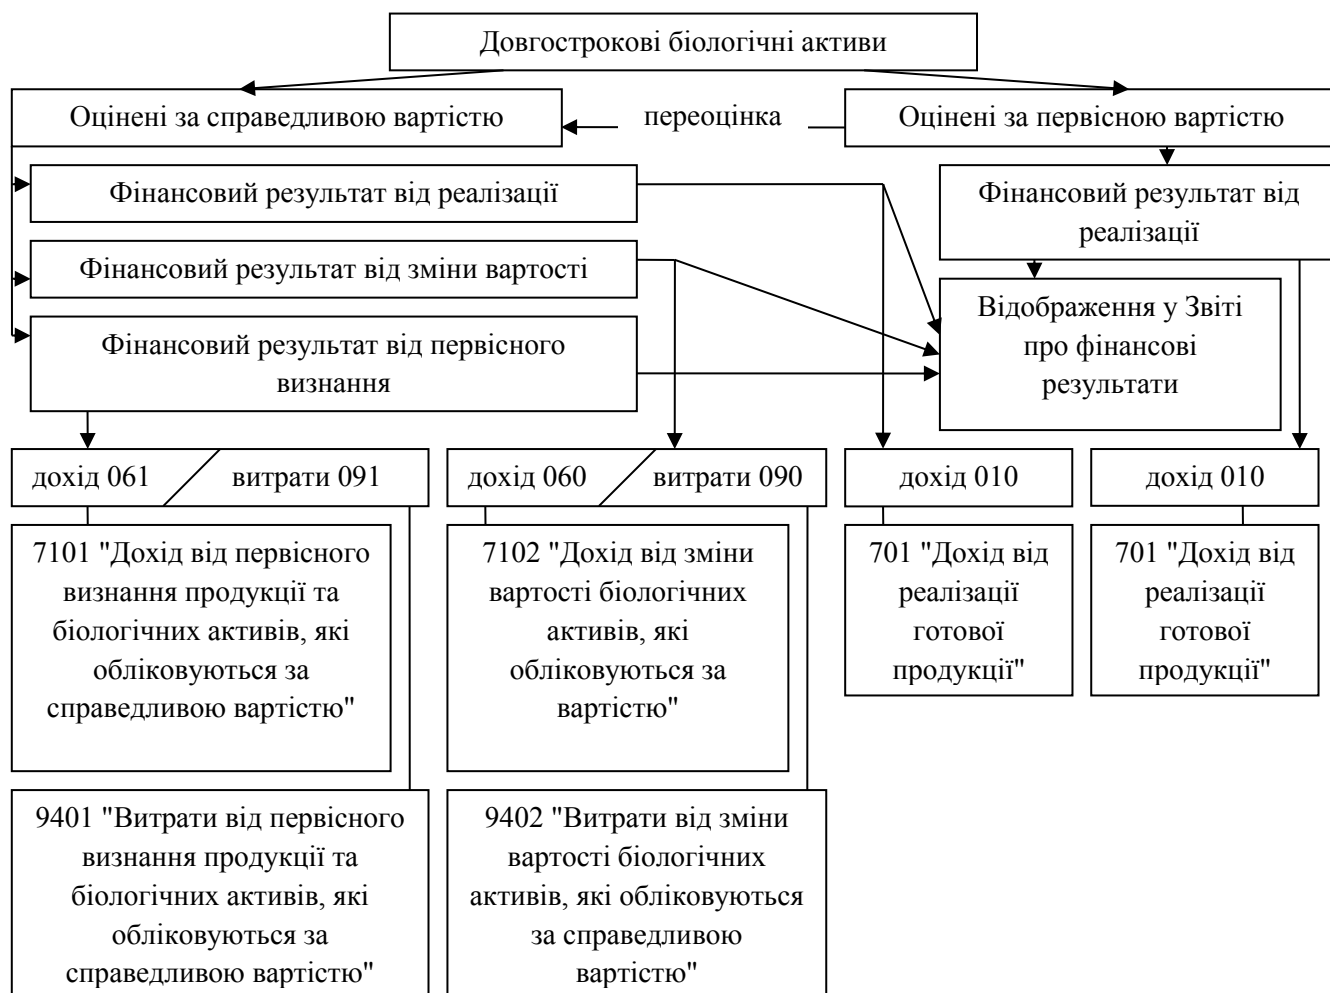 Довгострокові біологічні активи
Оцінені за справедливою вартістю
переоцінка
Оцінені за первісною вартістю
Фінансовий результат від реалізації
Фінансовий результат від
реалізації
Фінансовий результат від зміни вартості
Відображення у Звіті
про фінансові
результати
Фінансовий результат від первісного
визнання
дохід 061
витрати 091
дохід 060
витрати 090
дохід 010
дохід 010
7101 "Дохід від первісного
визнання продукції та
біологічних активів, які
обліковуються за
справедливою вартістю"
7102 "Дохід від зміни
вартості біологічних
активів, які
обліковуються за
вартістю"
701 "Дохід від
реалізації
готової
продукції"
701 "Дохід від
реалізації
готової
продукції"
9401 "Витрати від первісного
визнання продукції та
біологічних активів, які
обліковуються за
справедливою вартістю"
9402 "Витрати від зміни
вартості біологічних
активів, які обліковуються
за справедливою
вартістю"